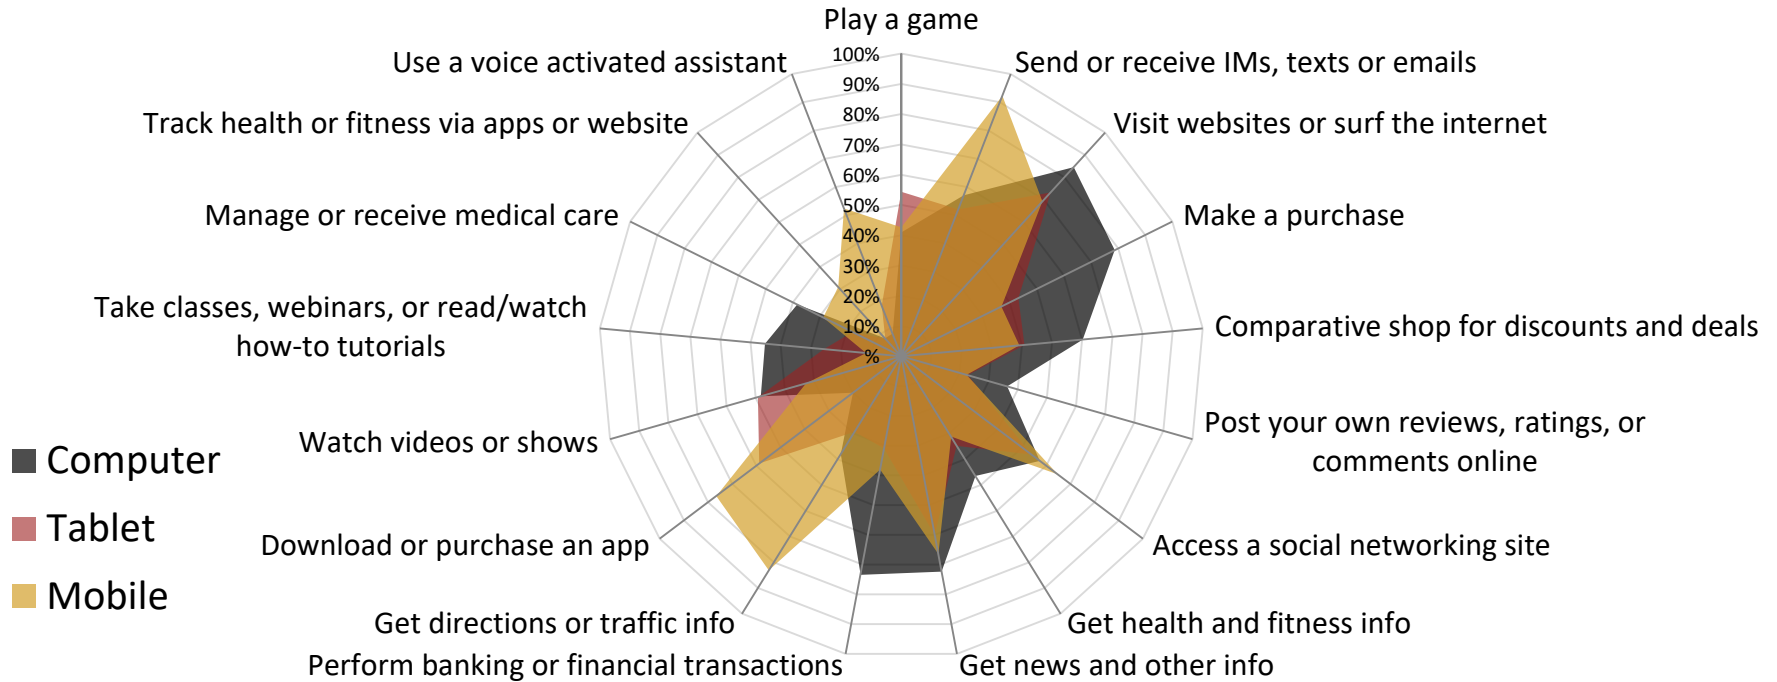 Play a game
Use a voice activated assistant
Send or receive IMs, texts or emails
Track health or fitness via apps or website
Visit websites or surf the internet
Manage or receive medical care
Make a purchase
Take classes, webinars, or read/watch
how-to tutorials
Comparative shop for discounts and deals
Watch videos or shows
Post your own reviews, ratings, or
comments online
Download or purchase an app
Access a social networking site
Get directions or traffic info
Get health and fitness info
Perform banking or financial transactions
Get news and other info
100%
90%
80%
70%
60%
50%
40%
30%
20%
10%
%
Computer
Tablet
Mobile